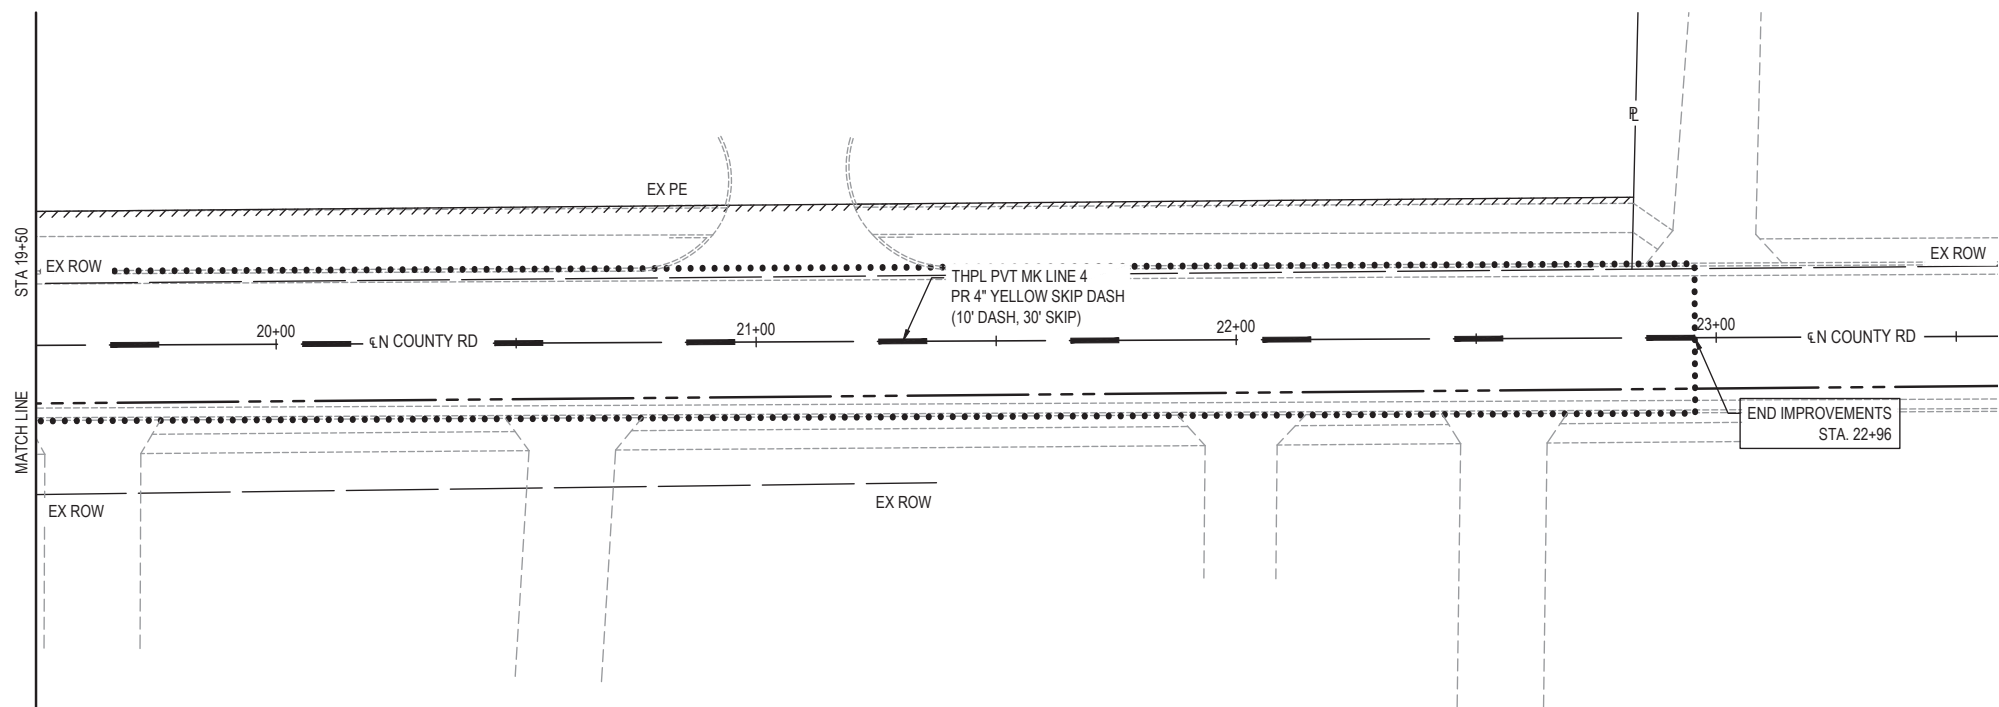 ℄
EX PE
STA 19+50
EX ROW
THPL PVT MK LINE 4
PR 4" YELLOW SKIP DASH
(10' DASH, 30' SKIP)
EX ROW
20+00
21+00
22+00
23+00
℄ N COUNTY RD
℄ N COUNTY RD
MATCH LINE
END IMPROVEMENTS
STA. 22+96
EX ROW
EX ROW